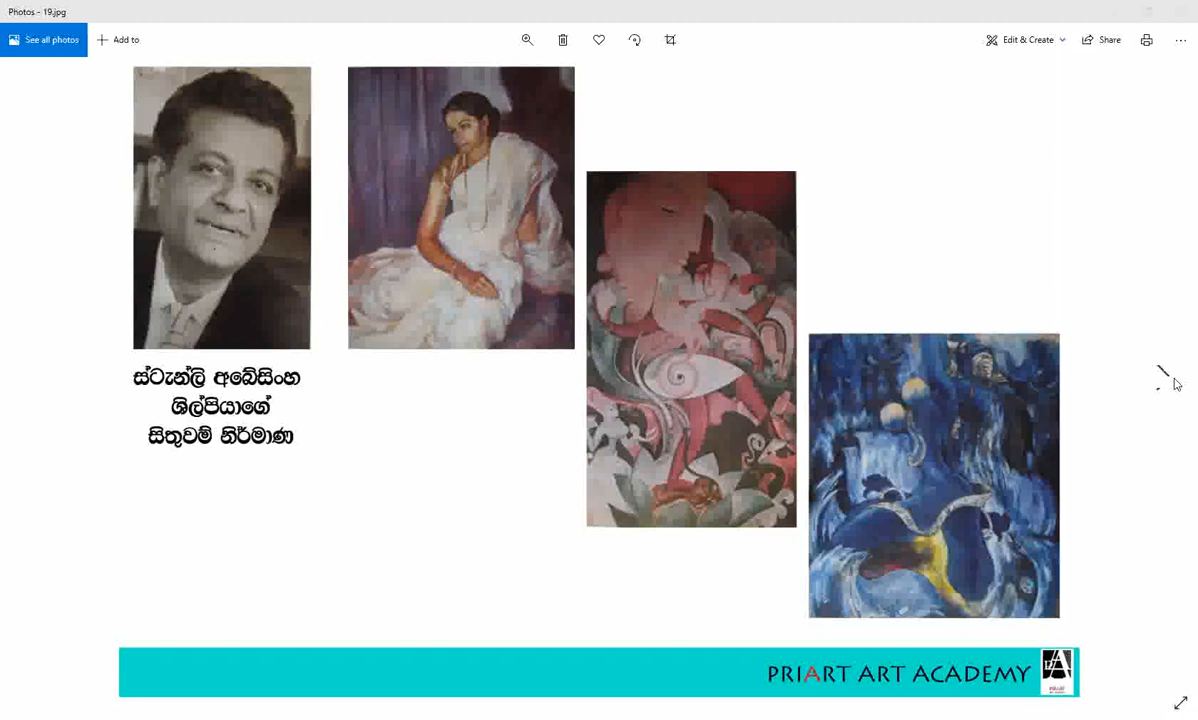 Photos - 19.jpg
See all photos
Add to
Edit & Create
Share
ස්ටැන්ලි අබේසිංහ
ශිල්පියාගේ
සිතුවම් නිර්මාණ
PRIART ART ACADEMY